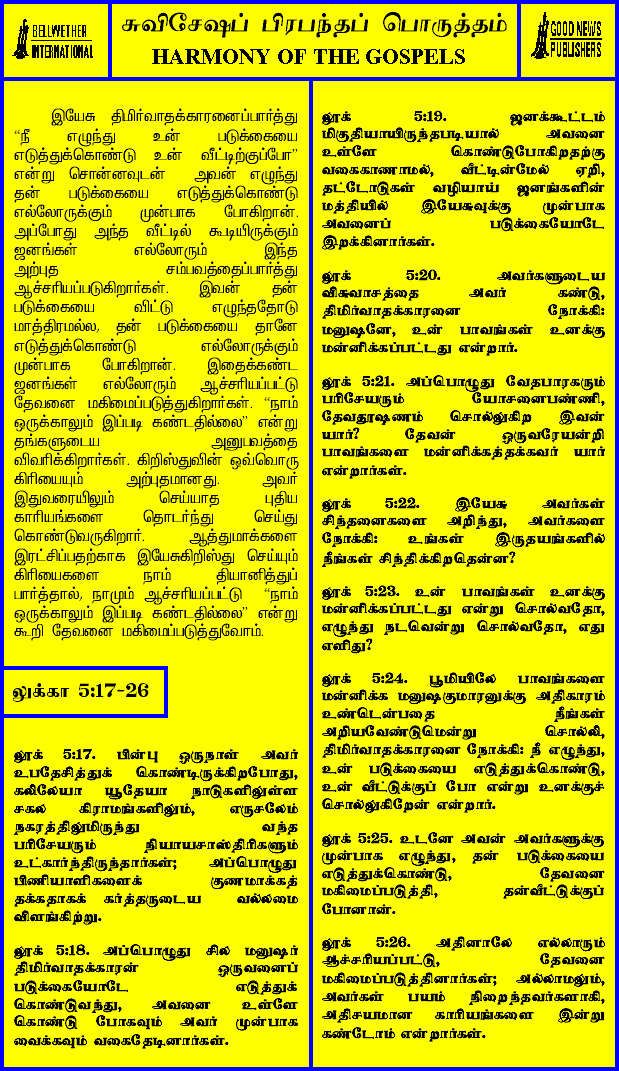 BELLWETHER
INTERNATIONAL
சுவிசேஷப் பிரபந்தப் பொருத்தம்
HARMONY OF THE GOSPELS
GOOD NEWS
PUBLISHERS
இயேசு திமிர்வாதக்காரனைப்பார்த்து
“நீ எழுந்து உன் படுக்கையை
எடுத்துக்கொண்டு உன் வீட்டிற்குப்போ”
என்று சொன்னவுடன் அவன் எழுந்து
தன் படுக்கையை எடுத்துக்கொண்டு
எல்லோருக்கும் முன்பாக போகிறான்.
அப்போது அந்த வீட்டில் கூடியிருக்கும்
ஜனங்கள் எல்லோரும் இந்த
அற்புத சம்பவத்தைப்பார்த்து
ஆச்சரியப்படுகிறார்கள். இவன் தன்
படுக்கையை விட்டு எழுந்ததோடு
மாத்திரமல்ல, தன் படுக்கையை தானே
எடுத்துக்கொண்டு எல்லோருக்கும்
முன்பாக போகிறான். இதைக்கண்ட
ஜனங்கள் எல்லோரும் ஆச்சரியப்பட்டு
தேவனை மகிமைப்படுத்துகிறார்கள். “நாம்
ஒருக்காலும் இப்படி கண்டதில்லை” என்று
தங்களுடைய அனுபவத்தை
விவரிக்கிறார்கள். கிறிஸ்துவின் ஒவ்வொரு
கிரியையும் அற்புதமானது. அவர்
இதுவரையிலும் செய்யாத புதிய
காரியங்களை தொடர்ந்து செய்து
கொண்டுவருகிறார். ஆத்துமாக்களை
இரட்சிப்பதற்காக இயேசுகிறிஸ்து செய்யும்
கிரியைகளை நாம் தியானித்துப்
பார்த்தால், நாமும் ஆச்சரியப்பட்டு “நாம்
ஒருக்காலும் இப்படி கண்டதில்லை” என்று
கூறி தேவனை மகிமைப்படுத்துவோம்.
லுக்கா 5:17-26
லூக் 5:17. பின்பு ஒருநாள் அவர்
உபதேசித்துக் கொண்டிருக்கிறபோது,
கலிலேயா யூதேயா நாடுகளிலுள்ள
சகல கிராமங்களிலும், எருசலேம்
நகரத்திலுமிருந்து வந்த
பரிசேயரும் நியாயசாஸ்திரிகளும்
உட்கார்ந்திருந்தார்கள்; அப்பொழுது
பிணியாளிகளைக் குணமாக்கத்
தக்கதாகக் கர்த்தருடைய வல்லமை
விளங்கிற்று.
லூக் 5:18. அப்பொழுது சில மனுஷர்
திமிர்வாதக்காரன் ஒருவனைப்
படுக்கையோடே எடுத்துக்
கொண்டுவந்து, அவனை உள்ளே
கொண்டு போகவும் அவர் முன்பாக
வைக்கவும் வகைதேடினார்கள்.
லூக் 5:19. ஜனக்கூட்டம்
மிகுதியாயிருந்தபடியால் அவனை
உள்ளே கொண்டுபோகிறதற்கு
வகைகாணாமல், வீட்டின்மேல் ஏறி,
தட்டோடுகள் வழியாய் ஜனங்களின்
மத்தியில் இயேசுவுக்கு முன்பாக
அவனைப் படுக்கையோடே
இறக்கினார்கள்.
லூக் 5:20. அவர்களுடைய
விசுவாசத்தை அவர் கண்டு,
திமிர்வாதக்காரனை நோக்கி:
மனுஷனே, உன் பாவங்கள் உனக்கு
மன்னிக்கப்பட்டது என்றார்.
லூக் 5:21. அப்பொழுது வேதபாரகரும்
பரிசேயரும் யோசனைபண்ணி,
தேவதூஷணம் சொல்லுகிற இவன்
யார்? தேவன் ஒருவரேயன்றி
பாவங்களை மன்னிக்கத்தக்கவர் யார்
என்றார்கள்.
லூக் 5:22. இயேசு அவர்கள்
சிந்தனைகளை அறிந்து, அவர்களை
நோக்கி: உங்கள் இருதயங்களில்
நீங்கள் சிந்திக்கிறதென்ன?
லூக் 5:23. உன் பாவங்கள் உனக்கு
மன்னிக்கப்பட்டது என்று சொல்வதோ,
எழுந்து நடவென்று சொல்வதோ, எது
எளிது?
லூக் 5:24. பூமியிலே பாவங்களை
மன்னிக்க மனுஷகுமாரனுக்கு அதிகாரம்
உண்டென்பதை நீங்கள்
அறியவேண்டுமென்று சொல்லி,
திமிர்வாதக்காரனை நோக்கி: நீ எழுந்து,
உன் படுக்கையை எடுத்துக்கொண்டு,
உன் வீட்டுக்குப் போ என்று உனக்குச்
சொல்லுகிறேன் என்றார்.
லூக் 5:25. உடனே அவன் அவர்களுக்கு
முன்பாக எழுந்து, தன் படுக்கையை
எடுத்துக்கொண்டு, தேவனை
மகிமைப்படுத்தி, தன்வீட்டுக்குப்
போனான்.
லூக் 5:26. அதினாலே எல்லாரும்
ஆச்சரியப்பட்டு, தேவனை
மகிமைப்படுத்தினார்கள்; அல்லாமலும்,
அவர்கள் பயம் நிறைந்தவர்களாகி,
அதிசயமான காரியங்களை இன்று
கண்டோம் என்றார்கள்.